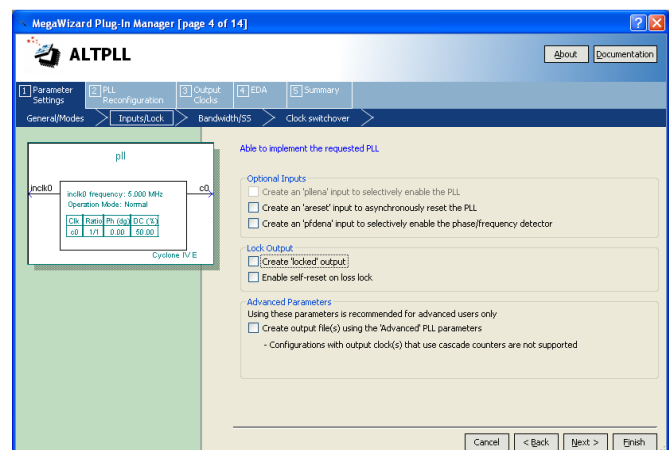 MegaWizard Plug-In Manager [page 4 of 14]
ALTPLL
About
Documentation
1 Parameter Settings
2 PLL Reconfiguration
3 Output Clocks
4 EDA
5 Summary
General/Modes
Inputs/Lock
Bandwidth/SS
Clock switchover
pll
inclk0
c0
inclk0 frequency: 5.000 MHz
Operation Mode: Normal
Clk Ratio Ph (dg) DC (%)
c0 1/1 0.00 50.00
Cyclone IV E
Able to implement the requested PLL
Optional Inputs
Create an 'pllena' input to selectively enable the PLL
Create an 'areset' input to asynchronously reset the PLL
Create an 'pfdena' input to selectively enable the phase/frequency detector
Lock Output
Create 'locked' output
Enable self-reset on loss lock
Advanced Parameters
Using these parameters is recommended for advanced users only
Create output file(s) using the 'Advanced' PLL parameters
- Configurations with output clock(s) that use cascade counters are not supported
Cancel
< Back
Next >
Finish